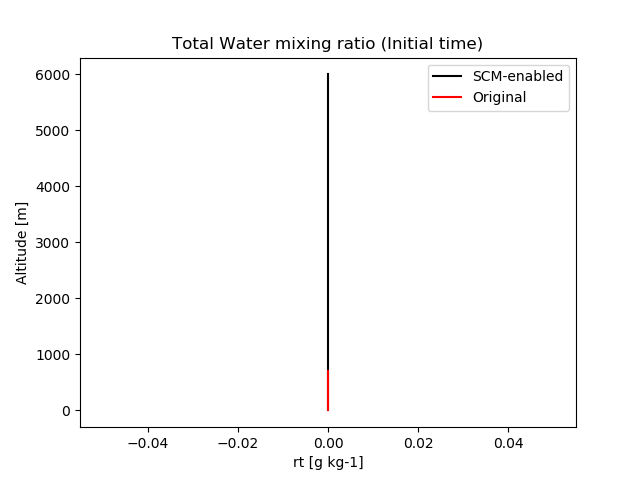 Total Water mixing ratio (Initial time)
SCM-enabled
Original
6000
5000
4000
3000
2000
1000
0
Altitude [m]
−0.04
−0.02
0.00
0.02
0.04
rt [g kg-1]